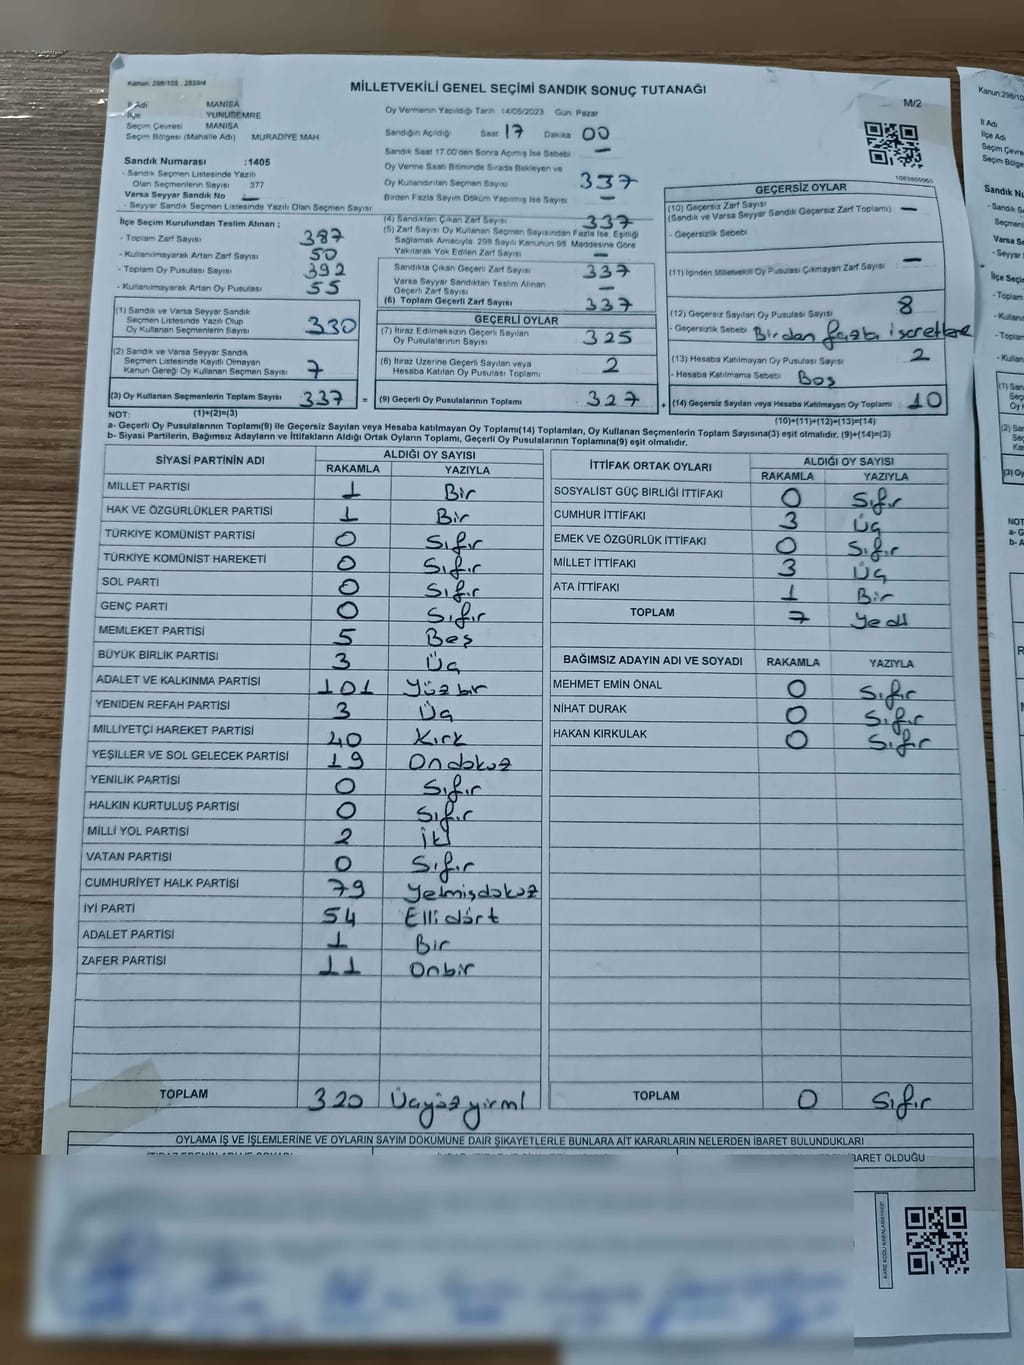 Kanun: 298/105 , 2839/4
MİLLETVEKİLİ GENEL SEÇİMİ SANDIK SONUÇ TUTANAĞI
M/2
İl Adı MANİSA
İlçe YUNUSEMRE
Seçim Çevresi MANİSA
Seçim Bölgesi (Mahalle Adı) MURADİYE MAH
Sandık Numarası :1405
- Sandık Seçmen Listesinde Yazılı
Olan Seçmenlerin Sayısı 377
Varsa Seyyar Sandık No —
- Seyyar Sandık Seçmen Listesinde Yazılı Olan Seçmen Sayısı
İlçe Seçim Kurulundan Teslim Alınan ;
- Toplam Zarf Sayısı 387
- Kullanılmayarak Artan Zarf Sayısı 50
- Toplam Oy Pusulası Sayısı 392
- Kullanılmayarak Artan Oy Pusulası 55
(1) Sandık ve Varsa Seyyar Sandık
Seçmen Listesinde Yazılı Olup
Oy Kullanan Seçmenlerin Sayısı 330
(2) Sandık ve Varsa Seyyar Sandık
Seçmen Listesinde Kayıtlı Olmayan
Kanun Gereği Oy Kullanan Seçmen Sayısı 7
(3) Oy Kullanan Seçmenlerin Toplam Sayısı 337 =
Oy Vermenin Yapıldığı Tarih 14/05/2023 Gün Pazar
Sandığın Açıldığı Saat 17 Dakika 00
Sandık Saat 17.00'den Sonra Açılmış İse Sebebi —
Oy Verme Saati Bitiminde Sırada Bekleyen ve
Oy Kullandırılan Seçmen Sayısı 337
Birden Fazla Sayım Döküm Yapılmış İse Sayısı —
(4) Sandıktan Çıkan Zarf Sayısı 337
(5) Zarf Sayısı Oy Kullanan Seçmen Sayısından Fazla İse, Eşitliği
Sağlamak Amacıyla 298 Sayılı Kanunun 98. Maddesine Göre
Yakılarak Yok Edilen Zarf Sayısı —
Sandıkta Çıkan Geçerli Zarf Sayısı 337
Varsa Seyyar Sandıktan Teslim Alınan
Geçerli Zarf Sayısı —
(6) Toplam Geçerli Zarf Sayısı 337
GEÇERLİ OYLAR
(7) İtiraz Edilmeksizin Geçerli Sayılan
Oy Pusulalarının Sayısı 325
(8) İtiraz Üzerine Geçerli Sayılan veya
Hesaba Katılan Oy Pusulası Toplamı 2
(9) Geçerli Oy Pusulalarının Toplamı 327 +
GEÇERSİZ OYLAR
(10) Geçersiz Zarf Sayısı —
(Sandık ve Varsa Seyyar Sandık Geçersiz Zarf Toplamı)
- Geçersizlik Sebebi
(11) İçinden Milletvekili Oy Pusulası Çıkmayan Zarf Sayısı —
(12) Geçersiz Sayılan Oy Pusulası Sayısı 8
- Geçersizlik Sebebi Birden fazla
(13) Hesaba Katılmayan Oy Pusulası Sayısı 2
- Hesaba Katılmama Sebebi Boş
(14) Geçersiz Sayılan veya Hesaba Katılmayan Oy Toplamı 10
NOT: (1)+(2)=(3) (10)+(11)+(12)+(13)=(14)
a- Geçerli Oy Pusulalarının Toplamı(9) ile Geçersiz Sayılan veya Hesaba katılmayan Oy Toplamı(14) Toplamları, Oy Kullanan Seçmenlerin Toplam Sayısına(3) eşit olmalıdır. (9)+(14)=(3)
b- Siyasi Partilerin, Bağımsız Adayların ve İttifakların Aldığı Ortak Oyların Toplamı, Geçerli Oy Pusulalarının Toplamına(9) eşit olmalıdır.
SİYASİ PARTİNİN ADI ALDIĞI OY SAYISI
RAKAMLA YAZIYLA
MİLLET PARTİSİ 1 Bir
HAK VE ÖZGÜRLÜKLER PARTİSİ 1 Bir
TÜRKİYE KOMÜNİST PARTİSİ 0 Sıfır
TÜRKİYE KOMÜNİST HAREKETİ 0 Sıfır
SOL PARTİ 0 Sıfır
GENÇ PARTİ 0 Sıfır
MEMLEKET PARTİSİ 5 Beş
BÜYÜK BİRLİK PARTİSİ 3 Üç
ADALET VE KALKINMA PARTİSİ 101 Yüzbir
YENİDEN REFAH PARTİSİ 3 Üç
MİLLİYETÇİ HAREKET PARTİSİ 40 Kırk
YEŞİLLER VE SOL GELECEK PARTİSİ 19 Ondokuz
YENİLİK PARTİSİ 0 Sıfır
HALKIN KURTULUŞ PARTİSİ 0 Sıfır
MİLLİ YOL PARTİSİ 2 İki
VATAN PARTİSİ 0 Sıfır
CUMHURİYET HALK PARTİSİ 79 Yetmişdokuz
İYİ PARTİ 54 Ellidört
ADALET PARTİSİ 1 Bir
ZAFER PARTİSİ 11 Onbir
TOPLAM 320 Üçyüzyirmi
İTTİFAK ORTAK OYLARI ALDIĞI OY SAYISI
RAKAMLA YAZIYLA
SOSYALİST GÜÇ BİRLİĞİ İTTİFAKI 0 Sıfır
CUMHUR İTTİFAKI 3 Üç
EMEK VE ÖZGÜRLÜK İTTİFAKI 0 Sıfır
MİLLET İTTİFAKI 3 Üç
ATA İTTİFAKI 1 Bir
TOPLAM 7 Yedi
BAĞIMSIZ ADAYIN ADI VE SOYADI RAKAMLA YAZIYLA
MEHMET EMİN ÖNAL 0 Sıfır
NİHAT DURAK 0 Sıfır
HAKAN KIRKULAK 0 Sıfır
TOPLAM 0 Sıfır
OYLAMA İŞ VE İŞLEMLERİNE VE OYLARIN SAYIM DÖKÜMÜNE DAİR ŞİKAYETLERLE BUNLARA AİT KARARLARIN NELERDEN İBARET BULUNDUKLARI
İBARET OLDUĞU
Kanun:298/10
İl Adı
İlçe Adı
Seçim Çevre
Seçim Bölges
Sandık Nu